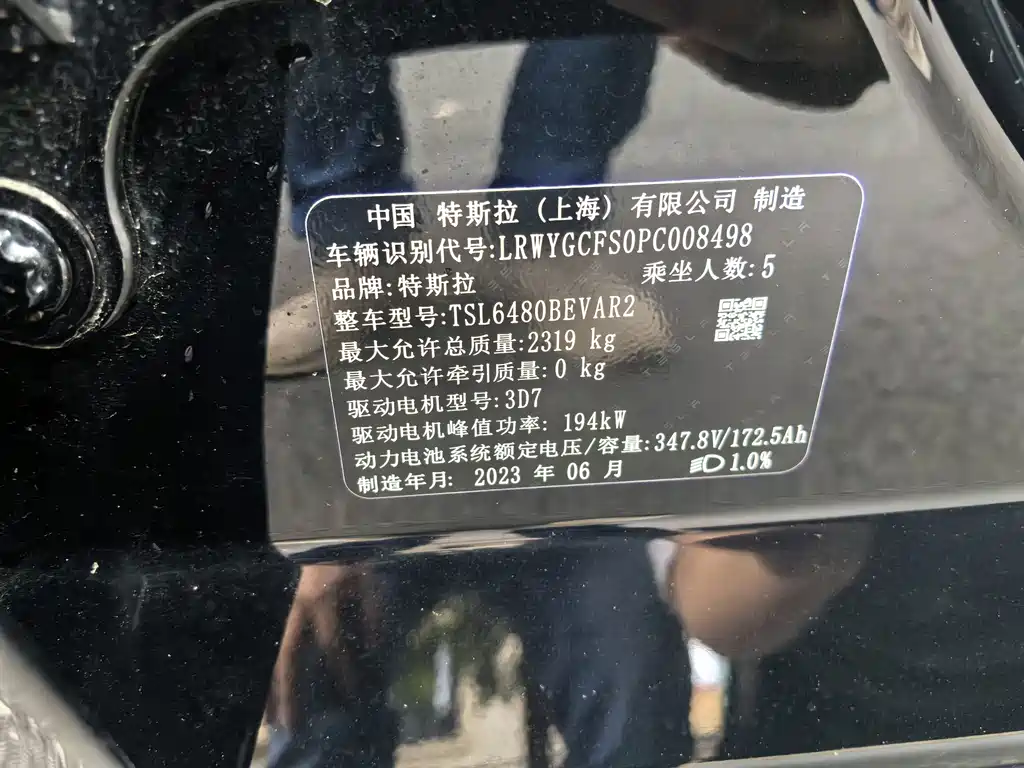 中国 特斯拉 (上海) 有限公司 制造
车辆识别代号:LRWYGCFS0PC008498
品牌:特斯拉 乘坐人数:5
整车型号:TSL6480BEVAR2
最大允许总质量:2319 kg
最大允许牵引质量:0 kg
驱动电机型号:3D7
驱动电机峰值功率: 194kW
动力电池系统额定电压/容量:347.8V/172.5Ah
制造年月: 2023 年 06 月 1.0%